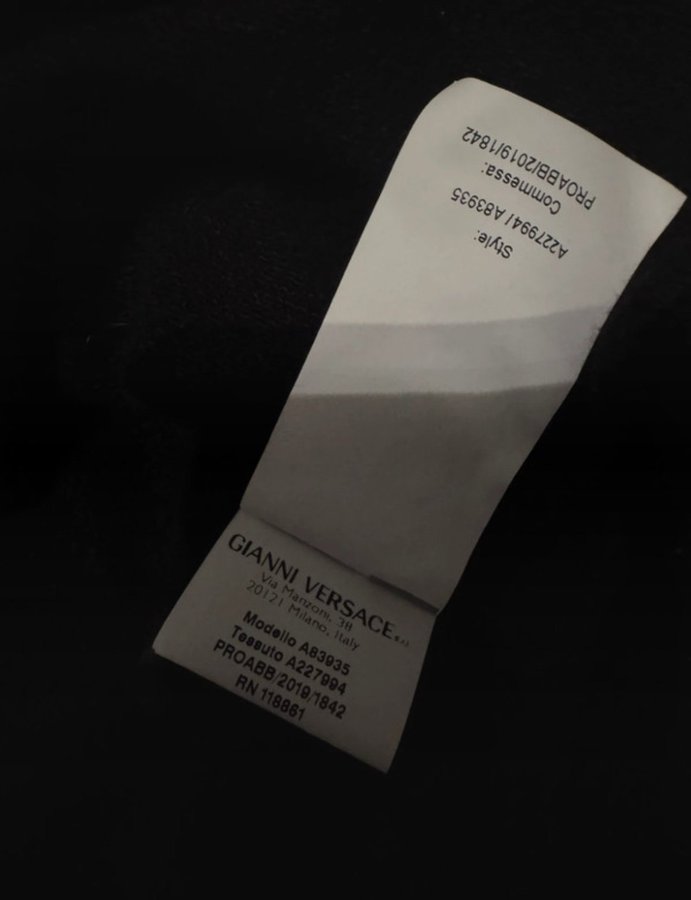 Style:
A227994 / A83935
Commessa:
PROABB/2019/1842
GIANNI VERSACE S.r.l.
Via Manzoni, 38
20121 Milano, Italy
Modello A83935
Tessuto A227994
PROABB/2019/1842
RN 118861